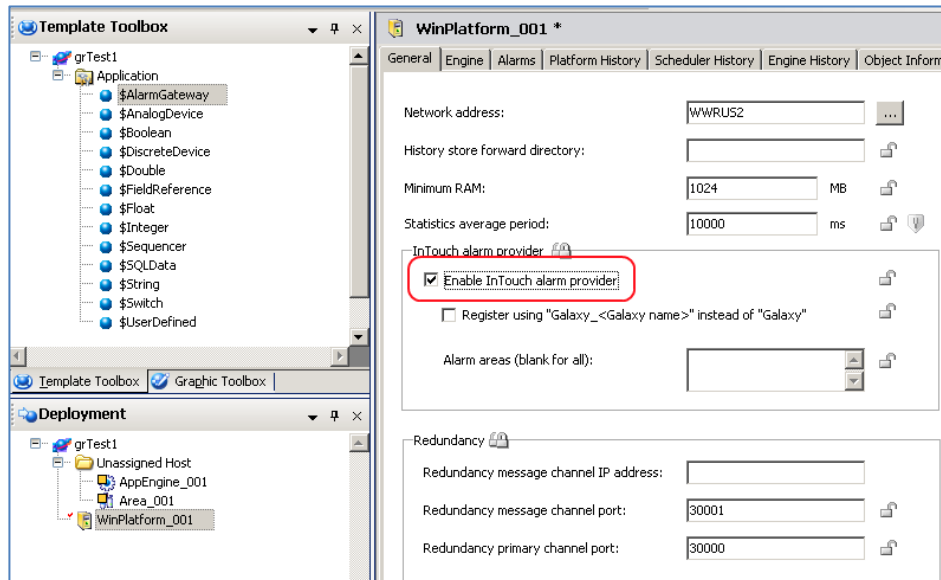 Template Toolbox
grTest1
Application
$AlarmGateway
$AnalogDevice
$Boolean
$DiscreteDevice
$Double
$FieldReference
$Float
$Integer
$Sequencer
$SQLData
$String
$Switch
$UserDefined
Template Toolbox Graphic Toolbox
Deployment
grTest1
Unassigned Host
AppEngine_001
Area_001
WinPlatform_001
WinPlatform_001 *
General Engine Alarms Platform History Scheduler History Engine History Object Inform
Network address: WWRUS2 ...
History store forward directory:
Minimum RAM: 1024 MB
Statistics average period: 10000 ms
InTouch alarm provider
Enable InTouch alarm provider
Register using "Galaxy_<Galaxy name>" instead of "Galaxy"
Alarm areas (blank for all):
Redundancy
Redundancy message channel IP address:
Redundancy message channel port: 30001
Redundancy primary channel port: 30000